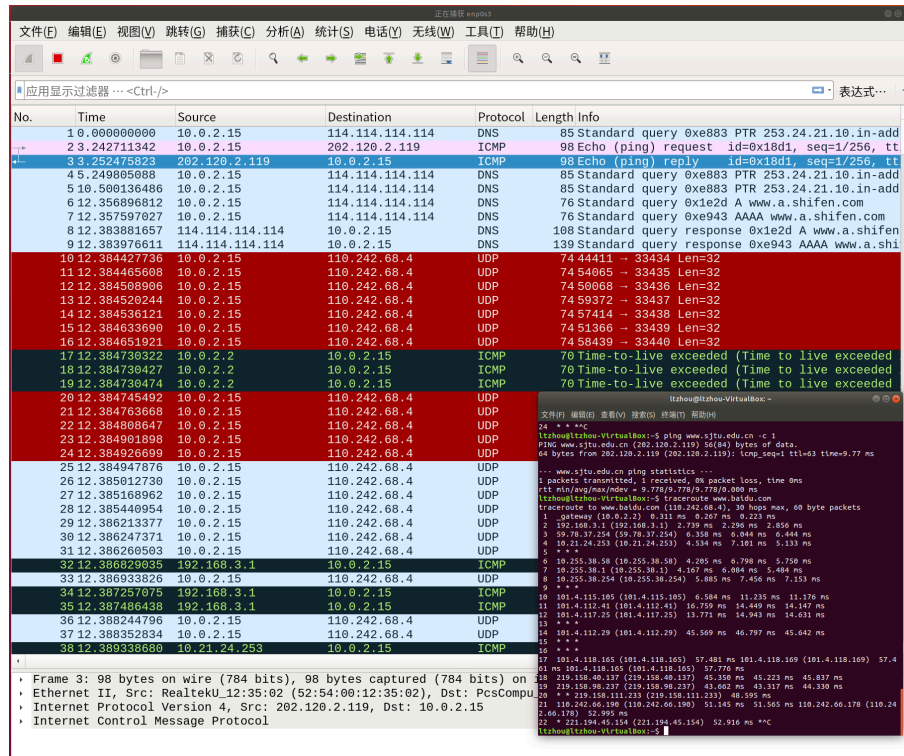 正在捕获 enp0s3
文件(F) 编辑(E) 视图(V) 跳转(G) 捕获(C) 分析(A) 统计(S) 电话(Y) 无线(W) 工具(T) 帮助(H)
应用显示过滤器 … <Ctrl-/> 表达式…
No. Time Source Destination Protocol Length Info
1 0.000000000 10.0.2.15 114.114.114.114 DNS 85 Standard query 0xe883 PTR 253.24.21.10.in-add
2 3.242711342 10.0.2.15 202.120.2.119 ICMP 98 Echo (ping) request id=0x18d1, seq=1/256, tt
3 3.252475823 202.120.2.119 10.0.2.15 ICMP 98 Echo (ping) reply id=0x18d1, seq=1/256, tt
4 5.249805088 10.0.2.15 114.114.114.114 DNS 85 Standard query 0xe883 PTR 253.24.21.10.in-add
5 10.500136486 10.0.2.15 114.114.114.114 DNS 85 Standard query 0xe883 PTR 253.24.21.10.in-add
6 12.356896812 10.0.2.15 114.114.114.114 DNS 76 Standard query 0x1e2d A www.a.shifen.com
7 12.357597027 10.0.2.15 114.114.114.114 DNS 76 Standard query 0xe943 AAAA www.a.shifen.com
8 12.383881657 114.114.114.114 10.0.2.15 DNS 108 Standard query response 0x1e2d A www.a.shifen
9 12.383976611 114.114.114.114 10.0.2.15 DNS 139 Standard query response 0xe943 AAAA www.a.shi
10 12.384427736 10.0.2.15 110.242.68.4 UDP 74 44411 → 33434 Len=32
11 12.384465608 10.0.2.15 110.242.68.4 UDP 74 54065 → 33435 Len=32
12 12.384508906 10.0.2.15 110.242.68.4 UDP 74 50068 → 33436 Len=32
13 12.384520244 10.0.2.15 110.242.68.4 UDP 74 59372 → 33437 Len=32
14 12.384536121 10.0.2.15 110.242.68.4 UDP 74 57414 → 33438 Len=32
15 12.384633690 10.0.2.15 110.242.68.4 UDP 74 51366 → 33439 Len=32
16 12.384651921 10.0.2.15 110.242.68.4 UDP 74 58439 → 33440 Len=32
17 12.384730322 10.0.2.2 10.0.2.15 ICMP 70 Time-to-live exceeded (Time to live exceeded
18 12.384730427 10.0.2.2 10.0.2.15 ICMP 70 Time-to-live exceeded (Time to live exceeded
19 12.384730474 10.0.2.2 10.0.2.15 ICMP 70 Time-to-live exceeded (Time to live exceeded
20 12.384745492 10.0.2.15 110.242.68.4 UDP
21 12.384763668 10.0.2.15 110.242.68.4 UDP
22 12.384808647 10.0.2.15 110.242.68.4 UDP
23 12.384901898 10.0.2.15 110.242.68.4 UDP
24 12.384926699 10.0.2.15 110.242.68.4 UDP
25 12.384947876 10.0.2.15 110.242.68.4 UDP
26 12.385012730 10.0.2.15 110.242.68.4 UDP
27 12.385168962 10.0.2.15 110.242.68.4 UDP
28 12.385440954 10.0.2.15 110.242.68.4 UDP
29 12.386213377 10.0.2.15 110.242.68.4 UDP
30 12.386247371 10.0.2.15 110.242.68.4 UDP
31 12.386260503 10.0.2.15 110.242.68.4 UDP
32 12.386829035 192.168.3.1 10.0.2.15 ICMP
33 12.386933826 10.0.2.15 110.242.68.4 UDP
34 12.387257075 192.168.3.1 10.0.2.15 ICMP
35 12.387486438 192.168.3.1 10.0.2.15 ICMP
36 12.388244796 10.0.2.15 110.242.68.4 UDP
37 12.388352834 10.0.2.15 110.242.68.4 UDP
38 12.389338680 10.21.24.253 10.0.2.15 ICMP
Frame 3: 98 bytes on wire (784 bits), 98 bytes captured (784 bits) on
Ethernet II, Src: RealtekU_12:35:02 (52:54:00:12:35:02), Dst: PcsCompu
Internet Protocol Version 4, Src: 202.120.2.119, Dst: 10.0.2.15
Internet Control Message Protocol
ltzhou@ltzhou-VirtualBox: ~
文件(F) 编辑(E) 查看(V) 搜索(S) 终端(T) 帮助(H)
24 * * *^C
ltzhou@ltzhou-VirtualBox:~$ ping www.sjtu.edu.cn -c 1
PING www.sjtu.edu.cn (202.120.2.119) 56(84) bytes of data.
64 bytes from 202.120.2.119: icmp_seq=1 ttl=63 time=9.77 ms
--- www.sjtu.edu.cn ping statistics ---
1 packets transmitted, 1 received, 0% packet loss, time 0ms
rtt min/avg/max/mdev = 9.778/9.778/9.778/0.000 ms
ltzhou@ltzhou-VirtualBox:~$ traceroute www.baidu.com
traceroute to www.baidu.com (110.242.68.4), 30 hops max, 60 byte packets
1 _gateway (10.0.2.2) 0.311 ms 0.267 ms 0.223 ms
2 192.168.3.1 (192.168.3.1) 2.739 ms 2.296 ms 2.856 ms
3 59.78.37.254 (59.78.37.254) 6.358 ms 6.044 ms 6.444 ms
4 10.21.24.253 (10.21.24.253) 4.534 ms 7.101 ms 5.133 ms
5 * * *
6 10.255.38.58 (10.255.38.58) 4.205 ms 6.798 ms 5.750 ms
7 10.255.38.1 (10.255.38.1) 4.167 ms 6.084 ms 5.484 ms
8 10.255.38.254 (10.255.38.254) 5.885 ms 7.456 ms 7.153 ms
9 * * *
10 101.4.115.105 (101.4.115.105) 6.584 ms 11.235 ms 11.176 ms
11 101.4.112.41 (101.4.112.41) 16.759 ms 14.449 ms 14.147 ms
12 101.4.117.25 (101.4.117.25) 13.771 ms 14.943 ms 14.631 ms
13 * * *
14 101.4.112.29 (101.4.112.29) 45.569 ms 46.797 ms 45.642 ms
15 * * *
16 * * *
17 101.4.118.165 (101.4.118.165) 57.481 ms 101.4.118.169 (101.4.118.169) 57.4
61 ms 101.4.118.165 (101.4.118.165) 57.776 ms
18 219.158.40.137 (219.158.40.137) 45.350 ms 45.223 ms 45.837 ms
19 219.158.98.237 (219.158.98.237) 43.662 ms 43.317 ms 44.330 ms
20 * * 219.158.111.233 (219.158.111.233) 48.595 ms
21 110.242.66.190 (110.242.66.190) 51.145 ms 51.565 ms 110.242.66.178 (110.24
2.66.178) 52.995 ms
22 * 221.194.45.154 (221.194.45.154) 52.916 ms *^C
ltzhou@ltzhou-VirtualBox:~$